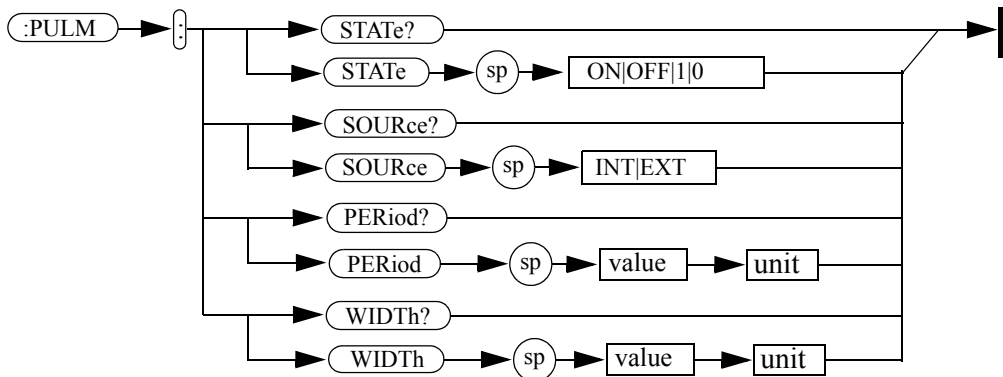 :PULM : STATe?
STATe sp ON|OFF|1|0
SOURce?
SOURce sp INT|EXT
PERiod?
PERiod sp value unit
WIDTh?
WIDTh sp value unit